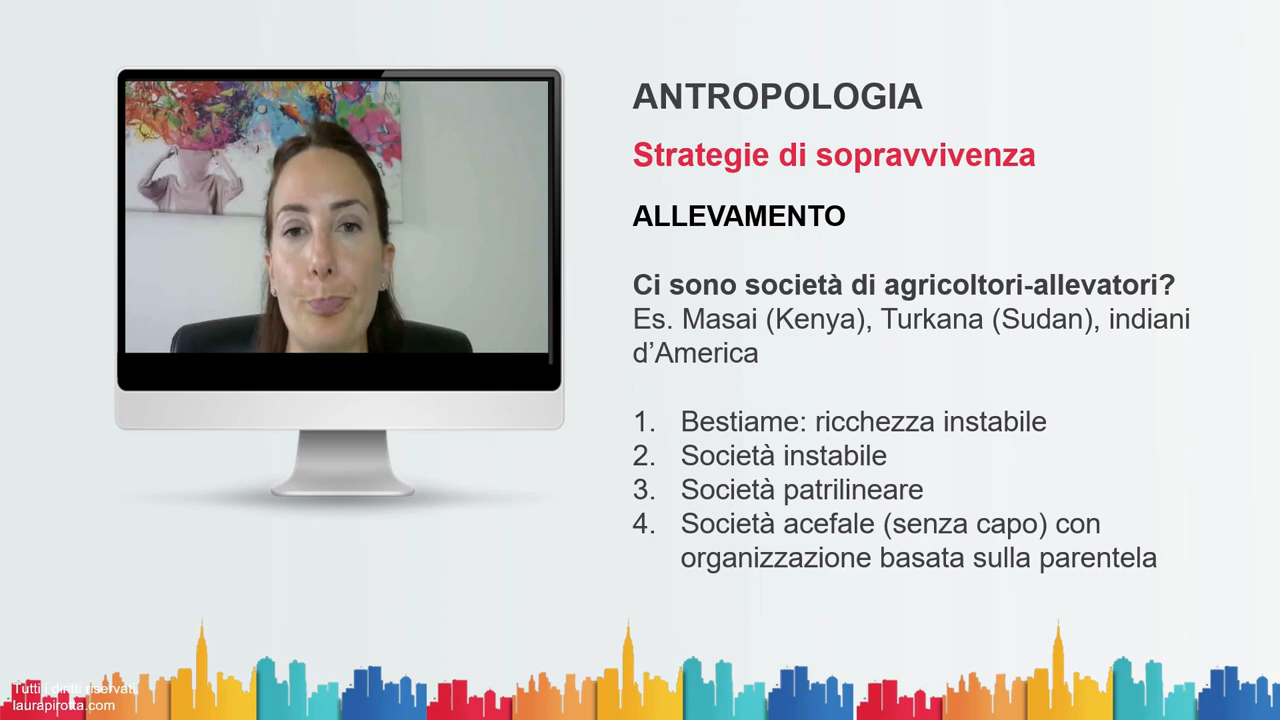 ANTROPOLOGIA
Strategie di sopravvivenza
ALLEVAMENTO
Ci sono società di agricoltori-allevatori?
Es. Masai (Kenya), Turkana (Sudan), indiani
d’America
1. Bestiame: ricchezza instabile
2. Società instabile
3. Società patrilineare
4. Società acefale (senza capo) con
organizzazione basata sulla parentela
Tutti i diritti riservati
laurapirotta.com